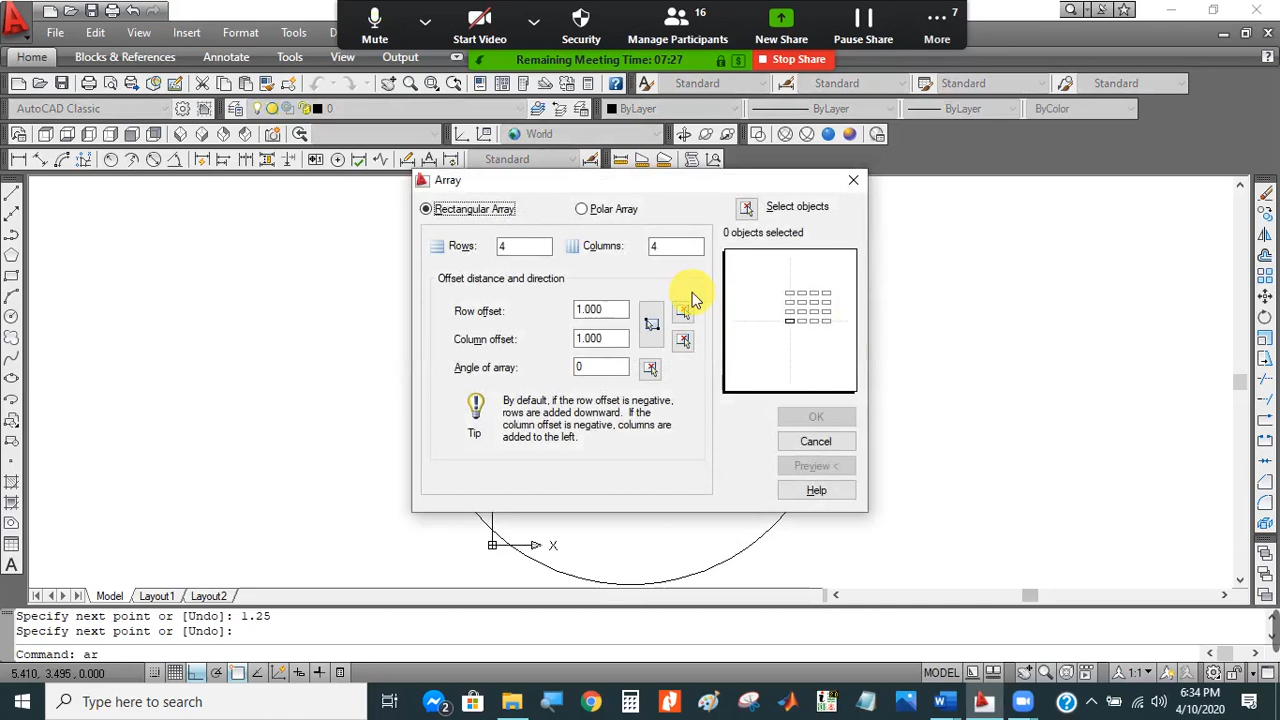 16
7
Mute
Start Video
Security
Manage Participants
New Share
Pause Share
More
File Edit View Insert Format Tools
Remaining Meeting Time: 07:27
Stop Share
Home Blocks & References Annotate Tools View Output
Standard Standard Standard Standard
AutoCAD Classic 0 ByLayer ByLayer ByLayer ByColor
World
Standard
Array
Rectangular Array
Polar Array
Select objects
0 objects selected
Rows: 4
Columns: 4
Offset distance and direction
Row offset: 1.000
Column offset: 1.000
Angle of array: 0
Tip
By default, if the row offset is negative,
rows are added downward. If the
column offset is negative, columns are
added to the left.
OK
Cancel
Preview <
Help
X
Model Layout1 Layout2
Specify next point or [Undo]: 1.25
Specify next point or [Undo]:
Command: ar
5.410, 3.495, 0.000
MODEL
1:1
Type here to search
2
6:34 PM
4/10/2020